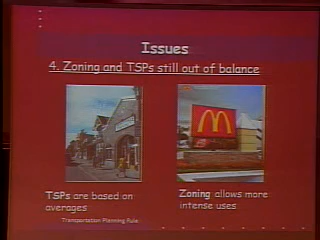 Issues
4. Zoning and TSPs still out of balance
TSPs are based on
averages
Zoning allows more
intense uses
Transportation Planning Rule